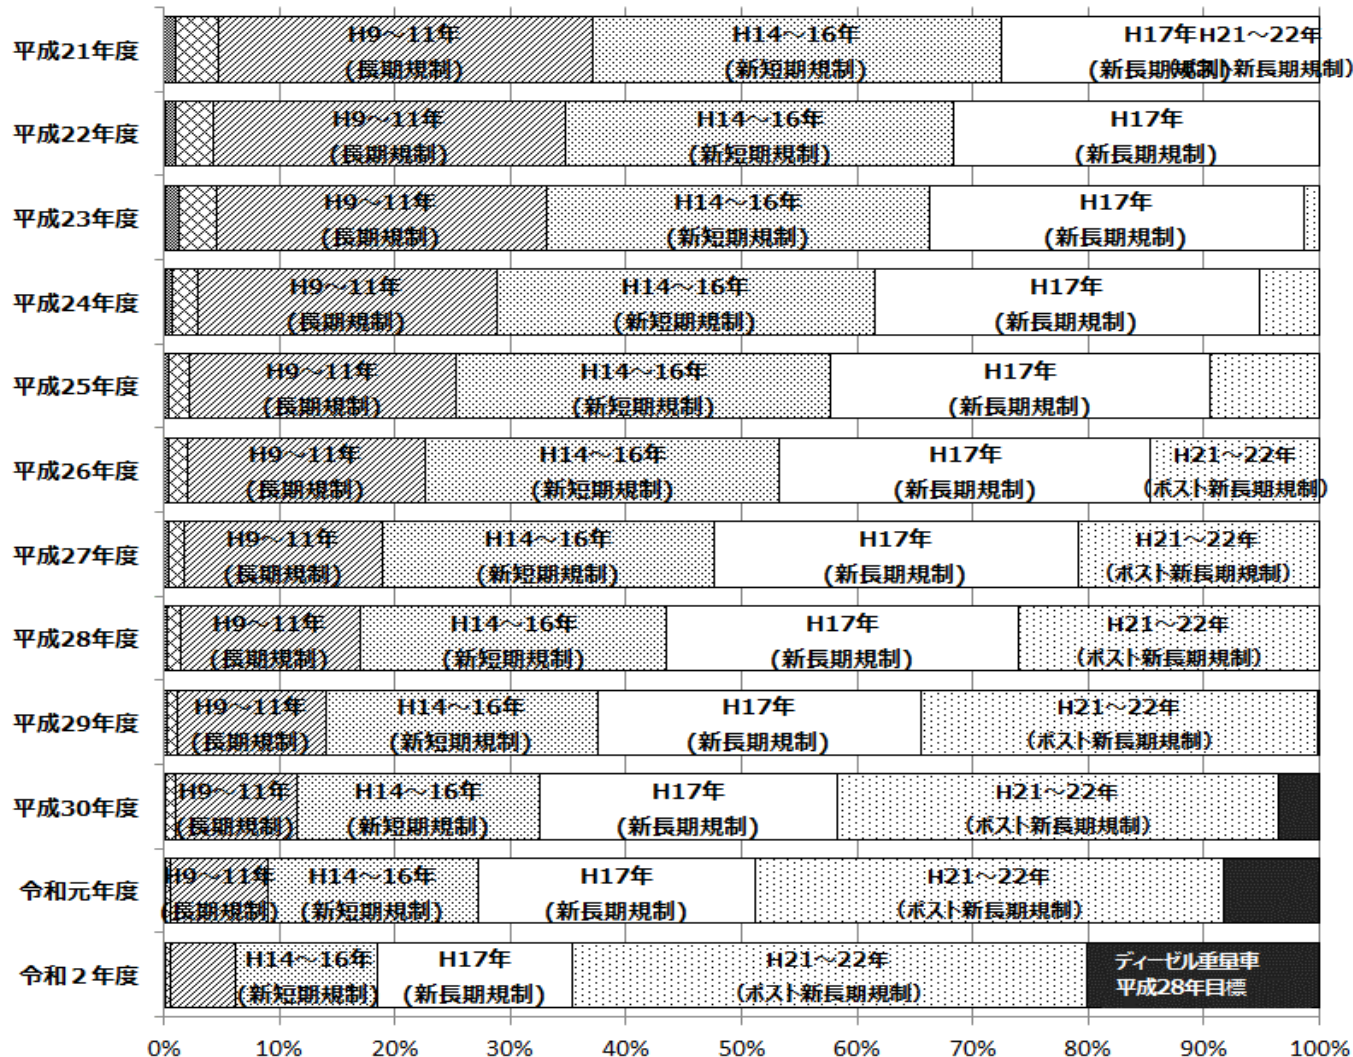 平成21年度
H9～11年
(長期規制)
H14～16年
(新短期規制)
H17年
(新長期規制)
H21～22年
(ポスト新長期規制)
平成22年度
H9～11年
(長期規制)
H14～16年
(新短期規制)
H17年
(新長期規制)
平成23年度
H9～11年
(長期規制)
H14～16年
(新短期規制)
H17年
(新長期規制)
平成24年度
H9～11年
(長期規制)
H14～16年
(新短期規制)
H17年
(新長期規制)
平成25年度
H9～11年
(長期規制)
H14～16年
(新短期規制)
H17年
(新長期規制)
平成26年度
H9～11年
(長期規制)
H14～16年
(新短期規制)
H17年
(新長期規制)
H21～22年
(ポスト新長期規制)
平成27年度
H9～11年
(長期規制)
H14～16年
(新短期規制)
H17年
(新長期規制)
H21～22年
(ポスト新長期規制)
平成28年度
H9～11年
(長期規制)
H14～16年
(新短期規制)
H17年
(新長期規制)
H21～22年
(ポスト新長期規制)
平成29年度
H9～11年
(長期規制)
H14～16年
(新短期規制)
H17年
(新長期規制)
H21～22年
(ポスト新長期規制)
平成30年度
H9～11年
(長期規制)
H14～16年
(新短期規制)
H17年
(新長期規制)
H21～22年
(ポスト新長期規制)
令和元年度
H9～11年
(長期規制)
H14～16年
(新短期規制)
H17年
(新長期規制)
H21～22年
(ポスト新長期規制)
令和２年度
H14～16年
(新短期規制)
H17年
(新長期規制)
H21～22年
(ポスト新長期規制)
ディーゼル重量車
平成28年目標
0% 10% 20% 30% 40% 50% 60% 70% 80% 90% 100%